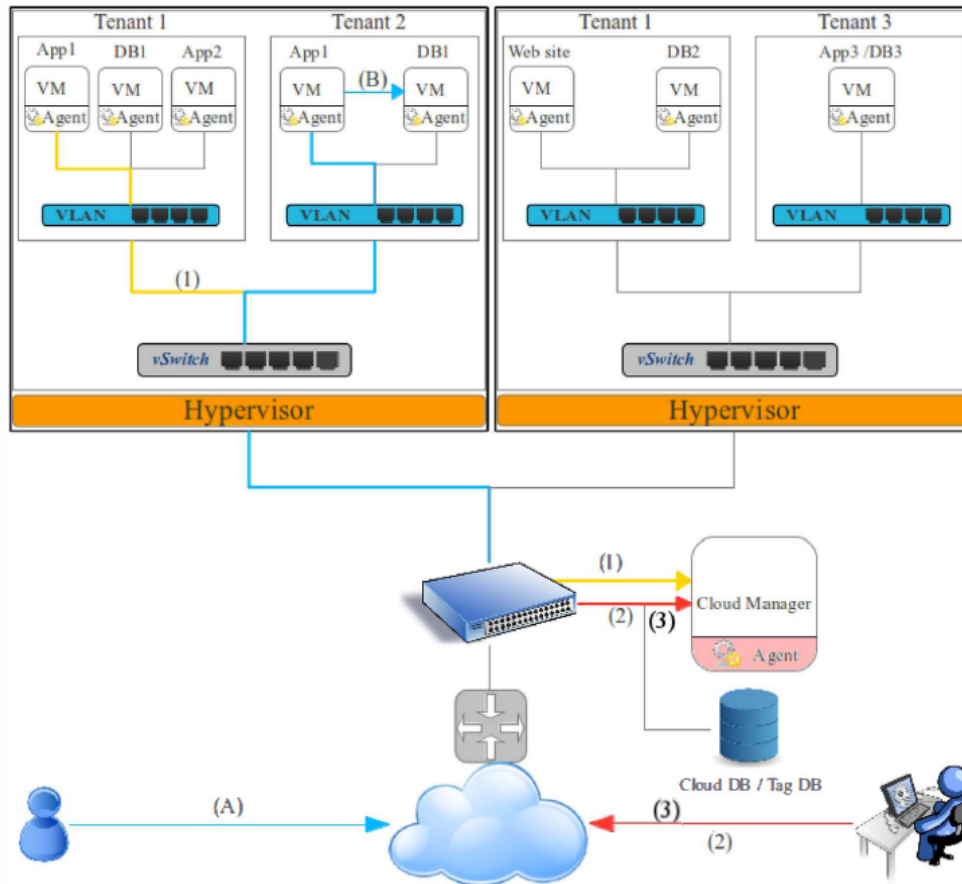 Tenant 1
Tenant 2
Tenant 1
Tenant 3
App1 DB1 App2
App1 DB1
Web site DB2
App3 /DB3
VM VM VM
VM (B) VM
VM VM
VM
Agent Agent Agent
Agent Agent
Agent Agent
Agent
VLAN
VLAN
VLAN
VLAN
(1)
vSwitch
vSwitch
Hypervisor
Hypervisor
(1)
(2)
(3)
Cloud Manager
Agent
Cloud DB / Tag DB
(A)
(3)
(2)